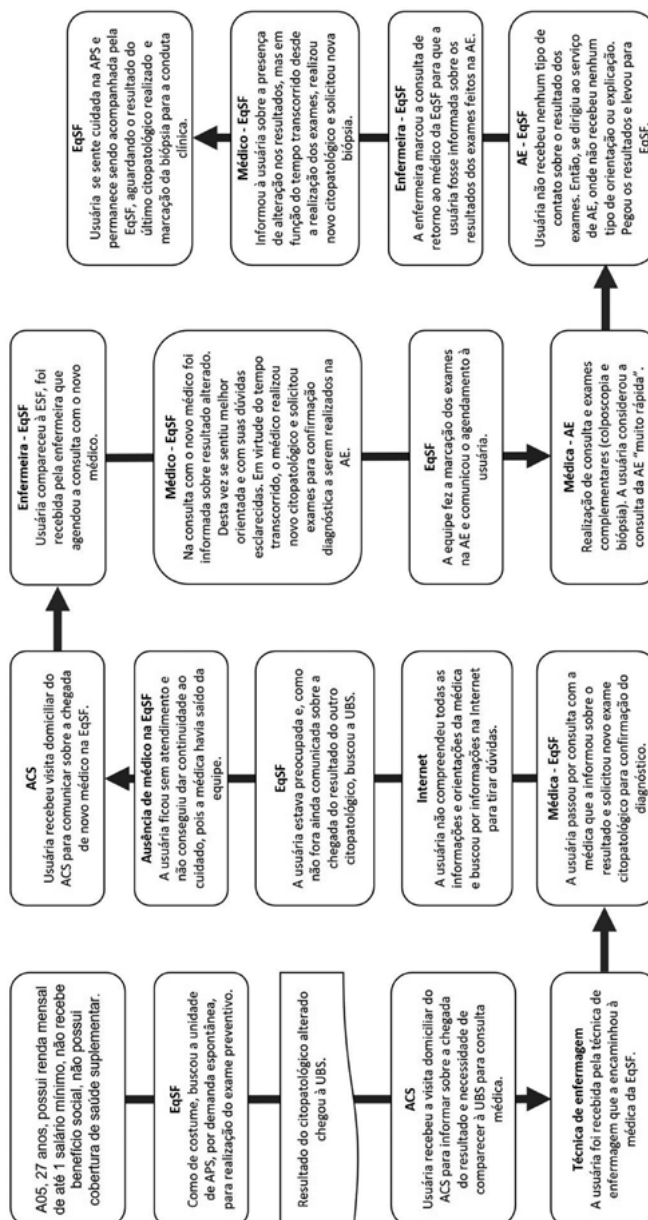 A05, 27 anos, possui renda mensal
de até 1 salário mínimo, não recebe
benefício social, não possui
cobertura de saúde suplementar.
EqSF
Como de costume, buscou a unidade
de APS, por demanda espontânea,
para realização do exame preventivo.
Resultado do citopatológico alterado
chegou à UBS.
ACS
Usuária recebeu a visita domiciliar do
ACS para informar sobre a chegada
do resultado e necessidade de
comparecer à UBS para consulta
médica.
Técnica de enfermagem
A usuária foi recebida pela técnica de
enfermagem que a encaminhou à
médica da EqSF.
Médica - EqSF
A usuária passou por consulta com a
médica que a informou sobre o
resultado e solicitou novo exame
citopatológico para confirmação do
diagnóstico.
Internet
A usuária não compreendeu todas as
informações e orientações da médica
e buscou por informações na Internet
para tirar dúvidas.
EqSF
A usuária estava preocupada e, como
não fora ainda comunicada sobre a
chegada do resultado do outro
citopatológico, buscou a UBS.
Ausência de médico na EqSF
A usuária ficou sem atendimento e
não conseguiu dar continuidade ao
cuidado, pois a médica havia saído da
equipe.
ACS
Usuária recebeu visita domiciliar do
ACS para comunicar sobre a chegada
de novo médico na EqSF.
Enfermeira - EqSF
Usuária compareceu à ESF, foi
recebida pela enfermeira que
agendou a consulta com o novo
médico.
Médico - EqSF
Na consulta com o novo médico foi
informada sobre resultado alterado.
Desta vez se sentiu melhor
orientada e com suas dúvidas
esclarecidas. Em virtude do tempo
transcorrido, o médico realizou
novo citopatológico e solicitou
exames para confirmação
diagnóstica a serem realizados na
AE.
EqSF
A equipe fez a marcação dos exames
na AE e comunicou o agendamento à
usuária.
Médica - AE
Realização de consulta e exames
complementares (colposcopia e
biópsia). A usuária considerou a
consulta da AE “muito rápida”.
AE - EqSF
Usuária não recebeu nenhum tipo de
contato sobre o resultado dos
exames. Então, se dirigiu ao serviço
de AE, onde não recebeu nenhum
tipo de orientação ou explicação.
Pegou os resultados e levou para
EqSF.
Enfermeira - EqSF
A enfermeira marcou a consulta de
retorno ao médico da EqSF para que a
usuária fosse informada sobre os
resultados dos exames feitos na AE.
Médico - EqSF
Informou à usuária sobre a presença
de alteração nos resultados, mas em
função do tempo transcorrido desde
a realização dos exames, realizou
novo citopatológico e solicitou nova
biópsia.
EqSF
Usuária se sente cuidada na APS e
permanece sendo acompanhada pela
EqSF, aguardando o resultado do
último citopatológico realizado e
marcação da biópsia para a conduta
clínica.